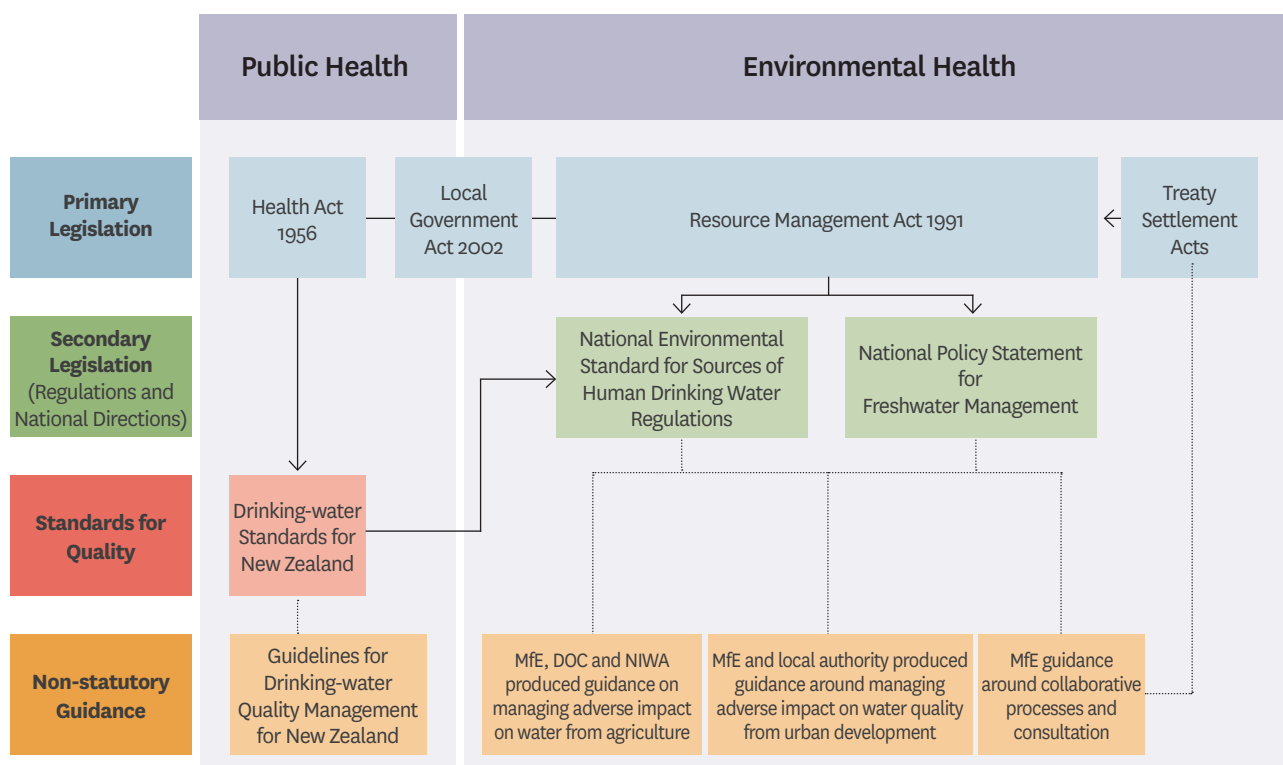 Public Health
Environmental Health
Primary
Legislation
Health Act
1956
Local
Government
Act 2002
Resource Management Act 1991
Treaty
Settlement
Acts
Secondary
Legislation
(Regulations and
National Directions)
National Environmental
Standard for Sources of
Human Drinking Water
Regulations
National Policy Statement
for
Freshwater Management
Standards for
Quality
Drinking-water
Standards for
New Zealand
Non-statutory
Guidance
Guidelines for
Drinking-water
Quality Management
for New Zealand
MfE, DOC and NIWA
produced guidance on
managing adverse impact
on water from agriculture
MfE and local authority produced
guidance around managing
adverse impact on water quality
from urban development
MfE guidance
around collaborative
processes and
consultation